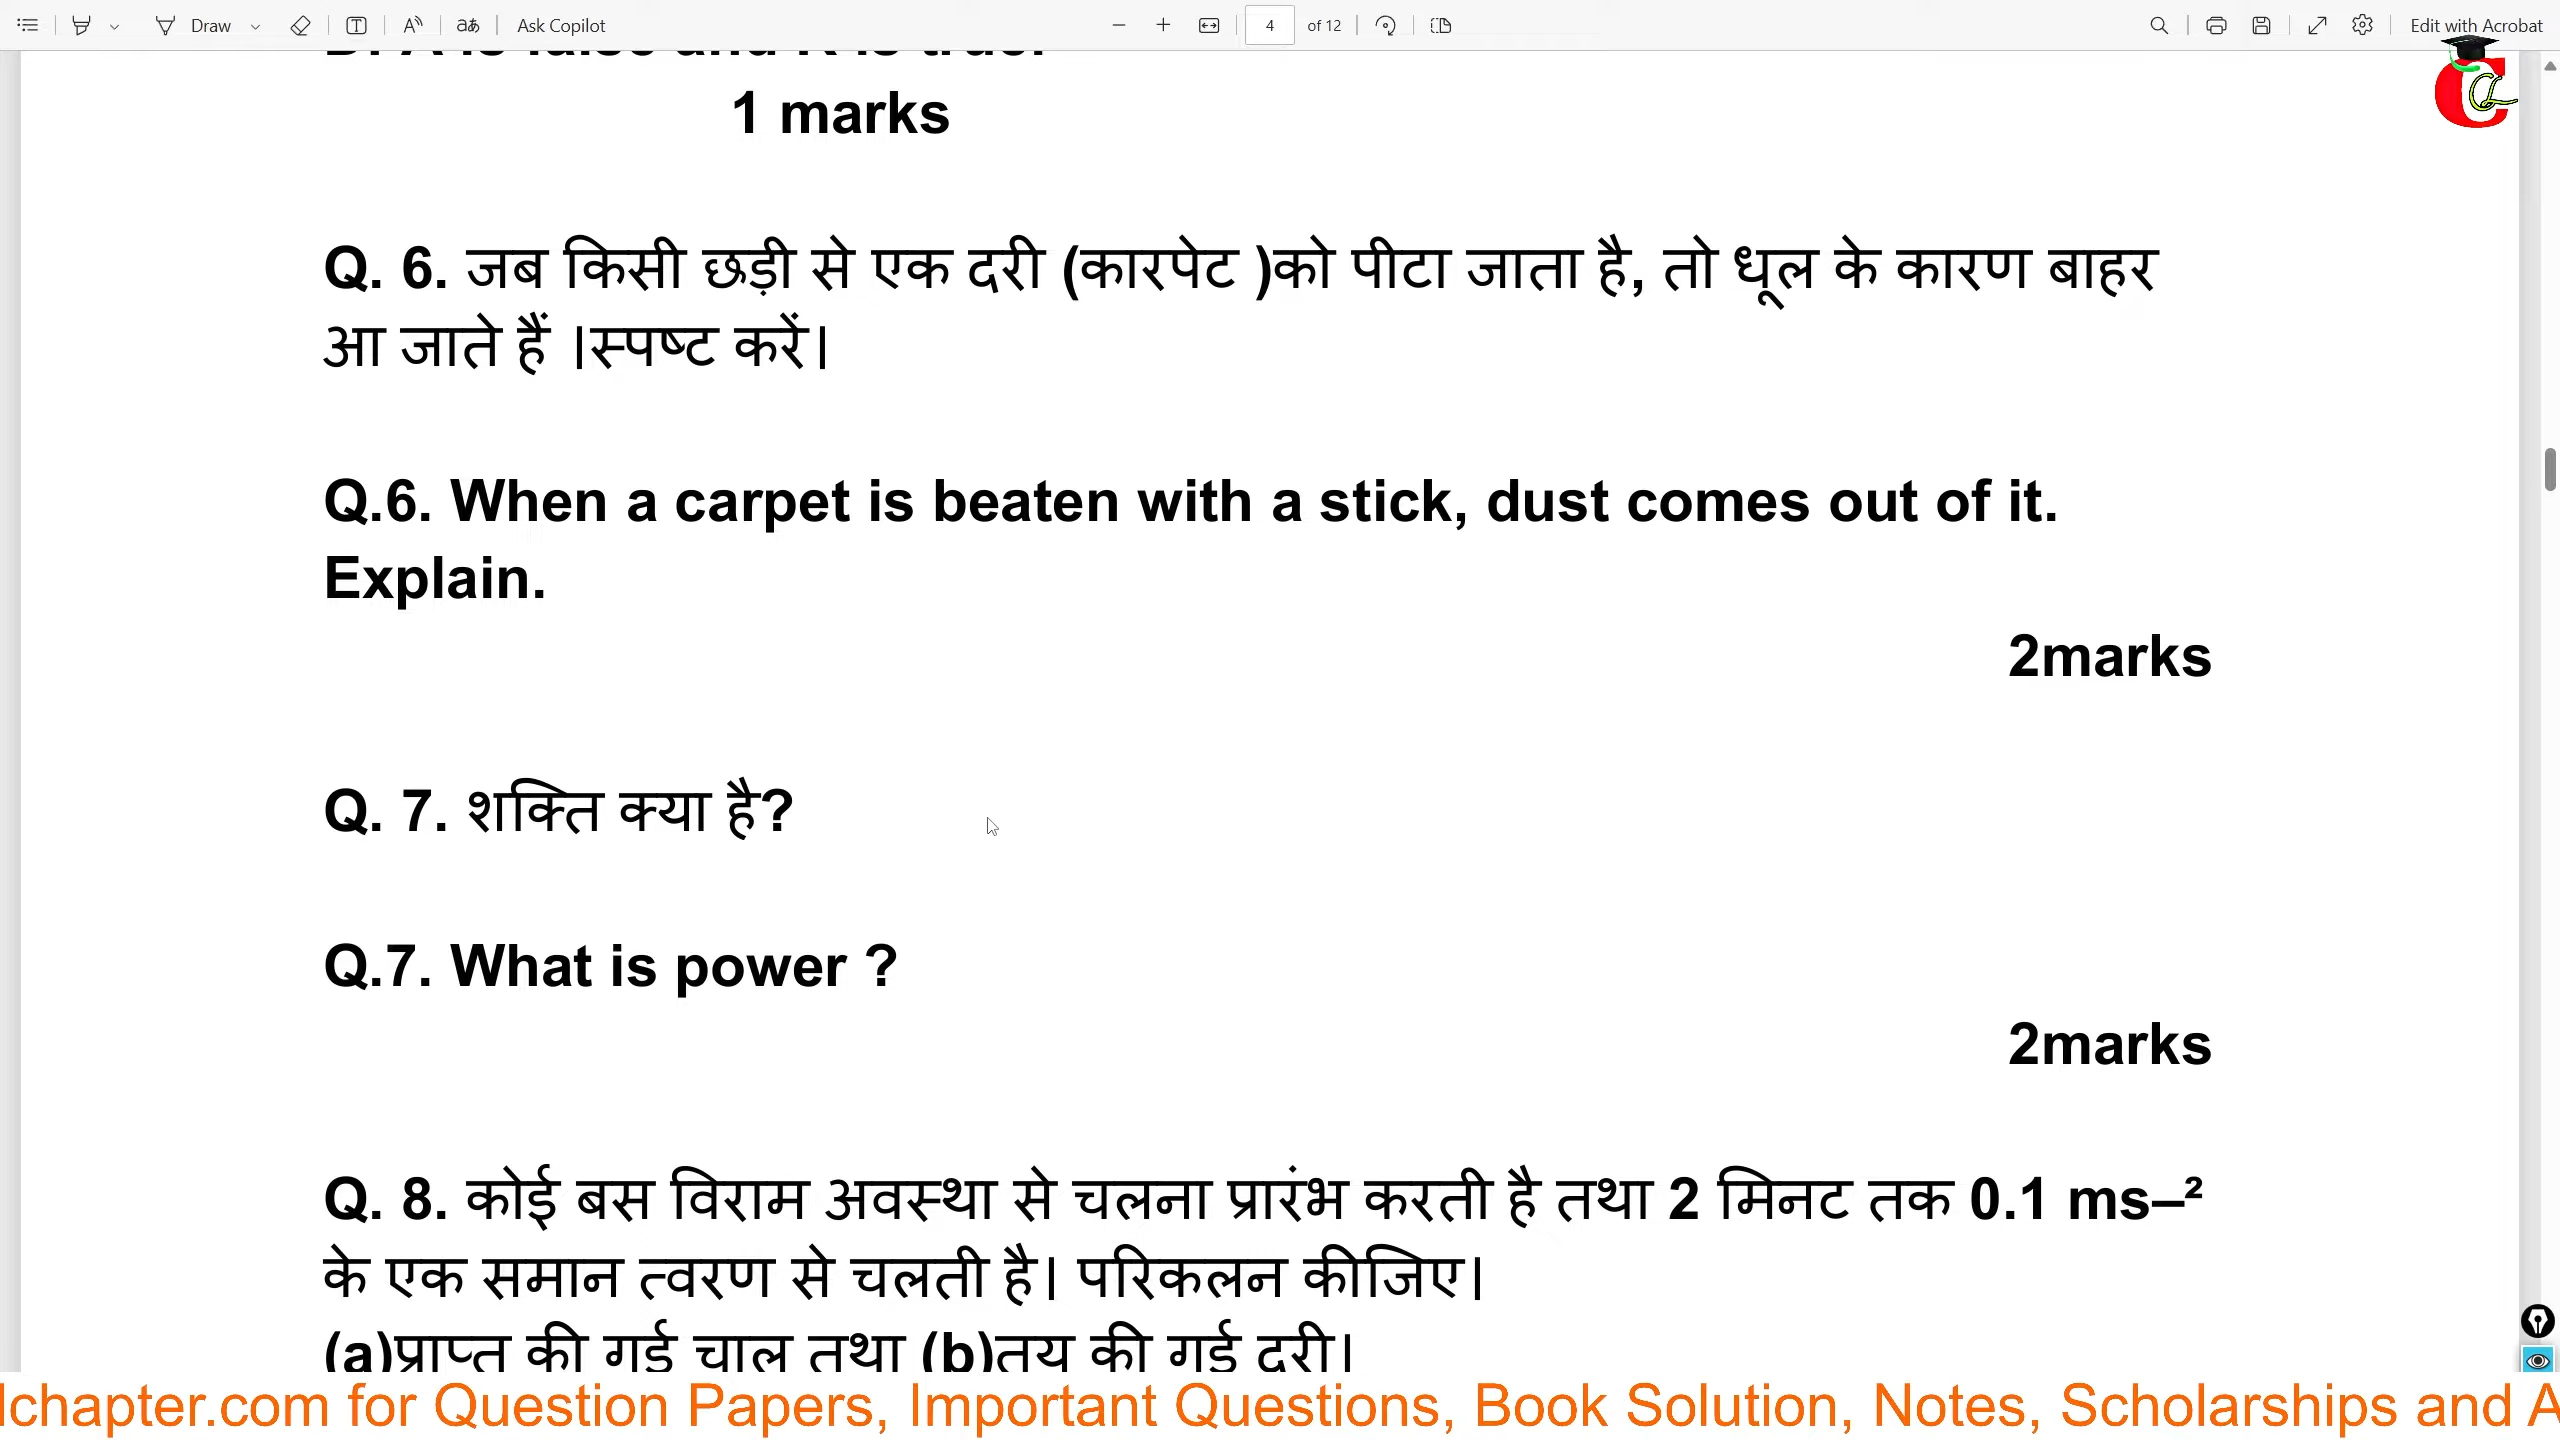 Draw
Ask Copilot
4 of 12
Edit with Acrobat
1 marks
Q. 6. जब किसी छड़ी से एक दरी (कारपेट )को पीटा जाता है, तो धूल के कारण बाहर
आ जाते हैं ।स्पष्ट करें।
Q.6. When a carpet is beaten with a stick, dust comes out of it.
Explain.
2marks
Q. 7. शक्ति क्या है?
Q.7. What is power ?
2marks
Q. 8. कोई बस विराम अवस्था से चलना प्रारंभ करती है तथा 2 मिनट तक 0.1 ms–²
के एक समान त्वरण से चलती है। परिकलन कीजिए।
(a)प्राप्त की गई चाल तथा (b)तय की गई दूरी।
lchapter.com for Question Papers, Important Questions, Book Solution, Notes, Scholarships and A